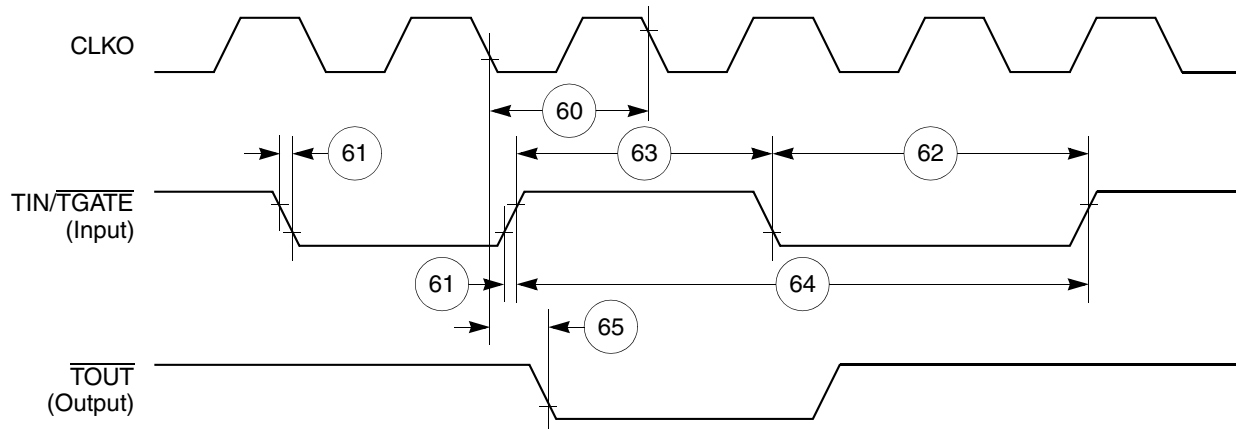 CLKO
60
61
63
62
TIN/TGATE
(Input)
61
64
65
TOUT
(Output)